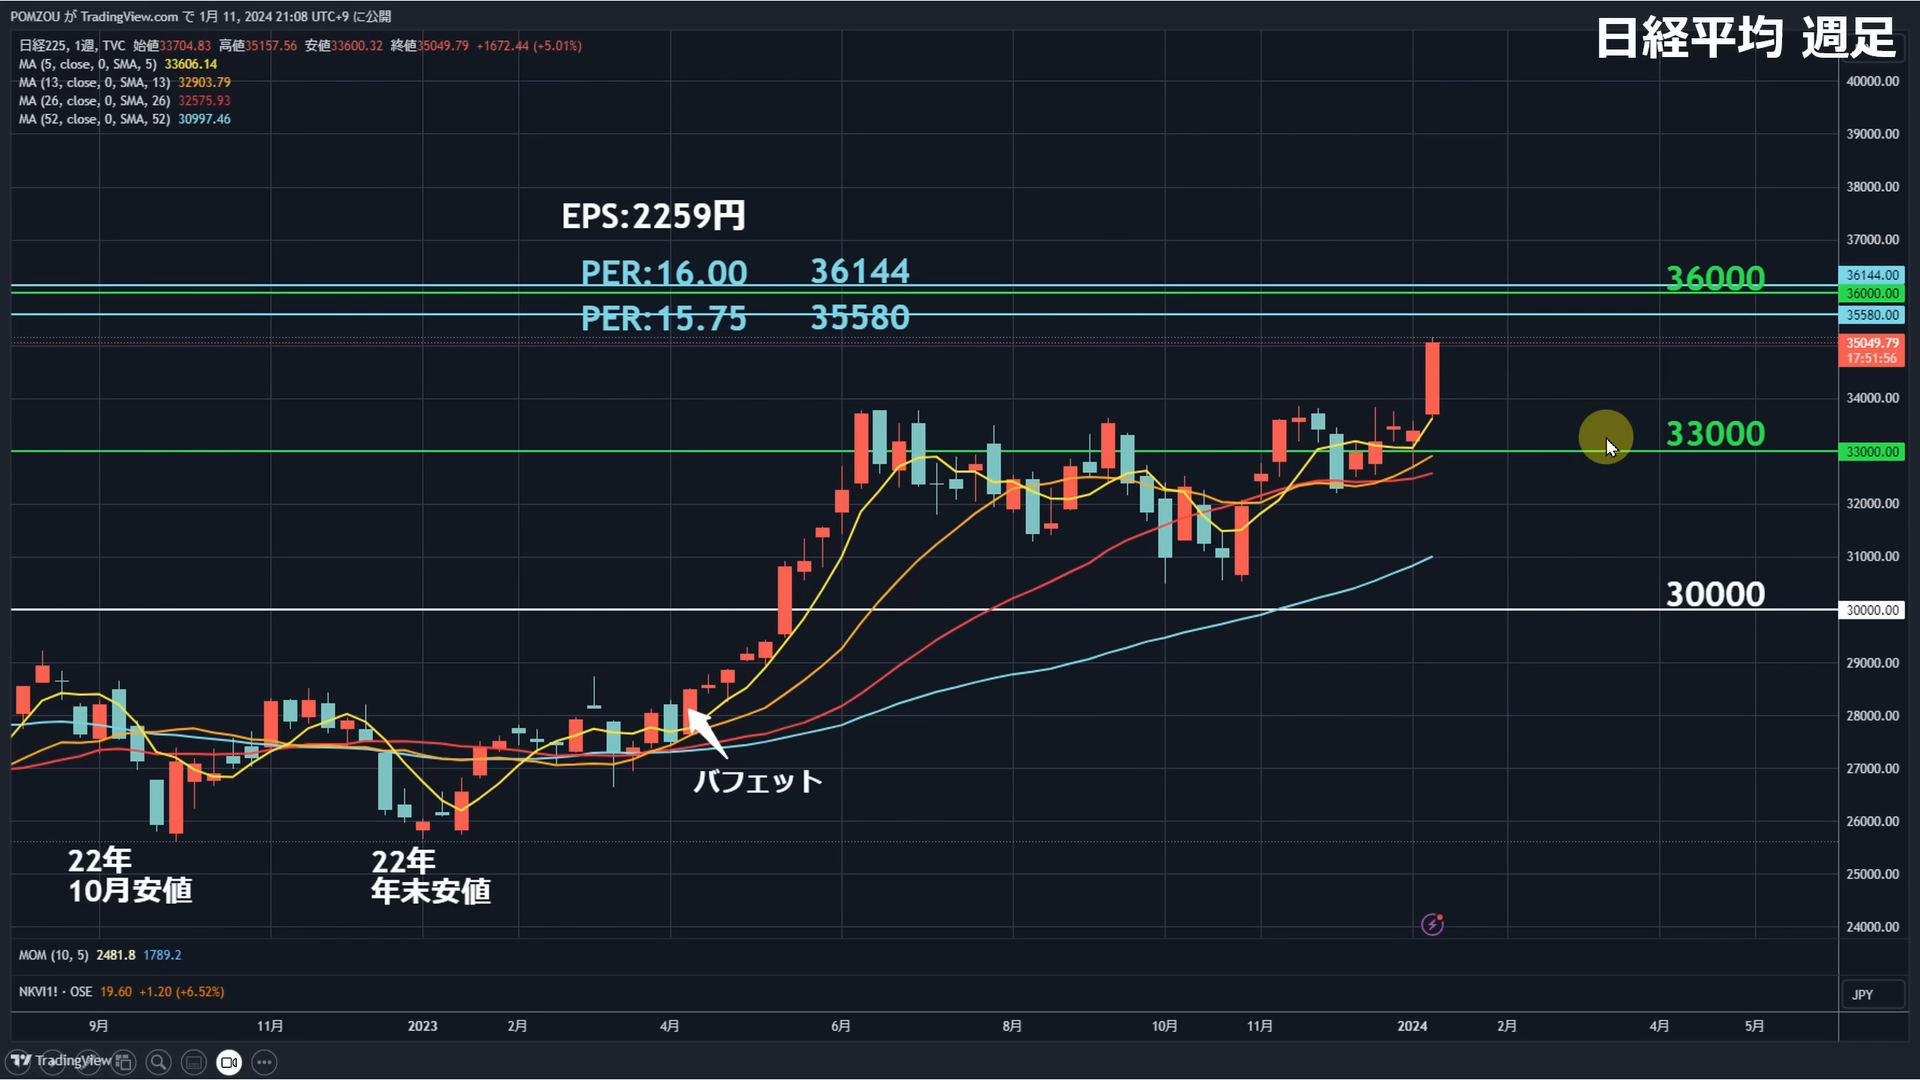 POMZOU が TradingView.com で 1月 11, 2024 21:08 UTC+9 に公開
日経平均 週足
日経225, 1週, TVC 始値33704.83 高値35157.56 安値33600.32 終値35049.79 +1672.44 (+5.01%)
MA (5, close, 0, SMA, 5) 33606.14
MA (13, close, 0, SMA, 13) 32903.79
MA (26, close, 0, SMA, 26) 32575.93
MA (52, close, 0, SMA, 52) 30997.46
40000.00
39000.00
38000.00
EPS:2259円
37000.00
PER:16.00 36144
36000
36144.00
36000.00
PER:15.75 35580
35580.00
35049.79
17:51:56
34000.00
33000
33000.00
32000.00
31000.00
30000
30000.00
29000.00
28000.00
27000.00
バフェット
26000.00
22年
10月安値
22年
年末安値
25000.00
24000.00
MOM (10, 5) 2481.8 1789.2
NKVI1! · OSE 19.60 +1.20 (+6.52%)
JPY
9月 11月 2023 2月 4月 6月 8月 10月 11月 2024 2月 4月 5月
TradingView